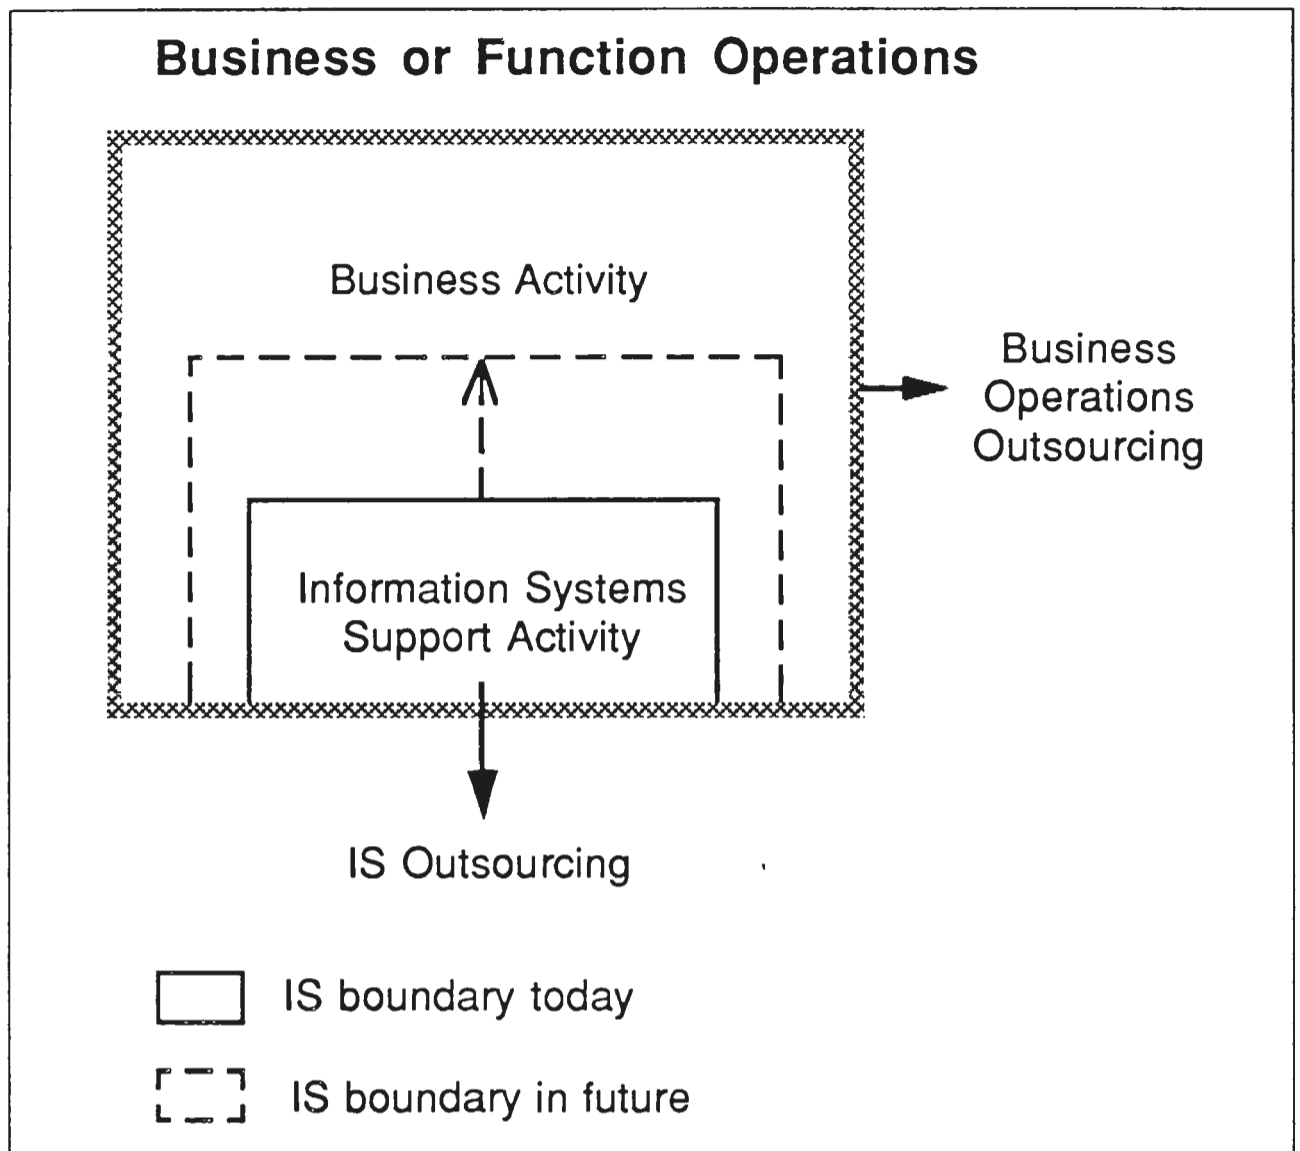 Business or Function Operations
Business Activity
Business
Operations
Outsourcing
Information Systems
Support Activity
IS Outsourcing
IS boundary today
IS boundary in future